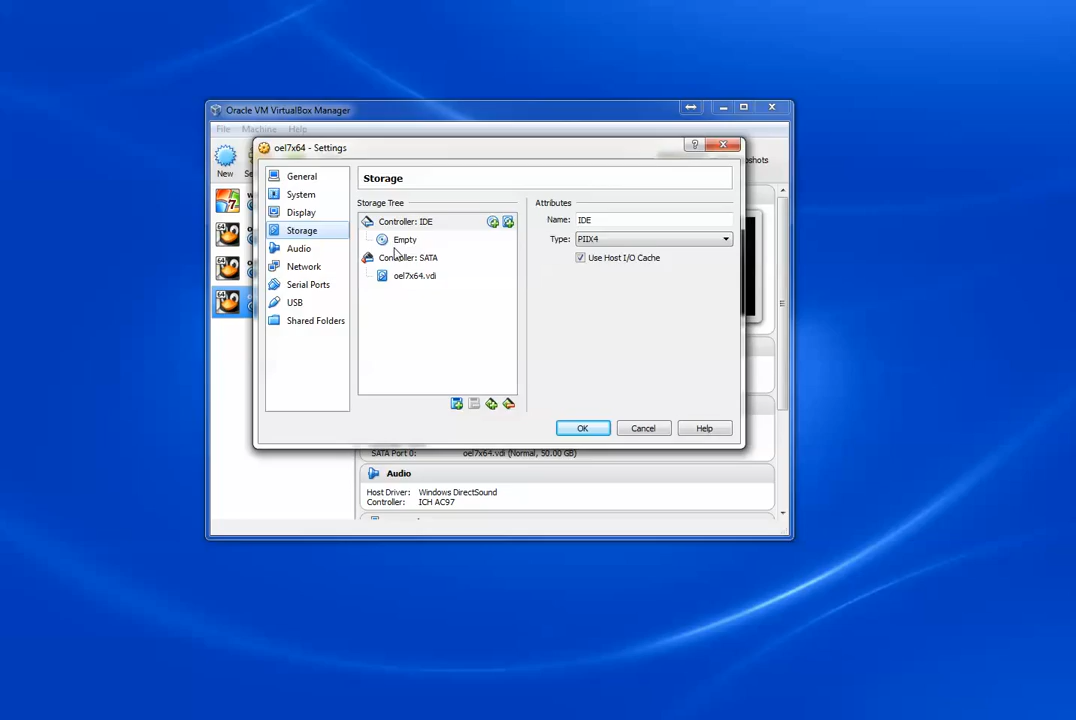 Oracle VM VirtualBox Manager
File Machine Help
oel7x64 - Settings
New
General
System
Display
Storage
Audio
Network
Serial Ports
USB
Shared Folders
Storage
Storage Tree
Controller: IDE
Empty
Controller: SATA
oel7x64.vdi
Attributes
Name: IDE
Type: PIIX4
Use Host I/O Cache
OK
Cancel
Help
SATA Port 0: oel7x64.vdi (Normal, 50.00 GB)
Audio
Host Driver: Windows DirectSound
Controller: ICH AC97